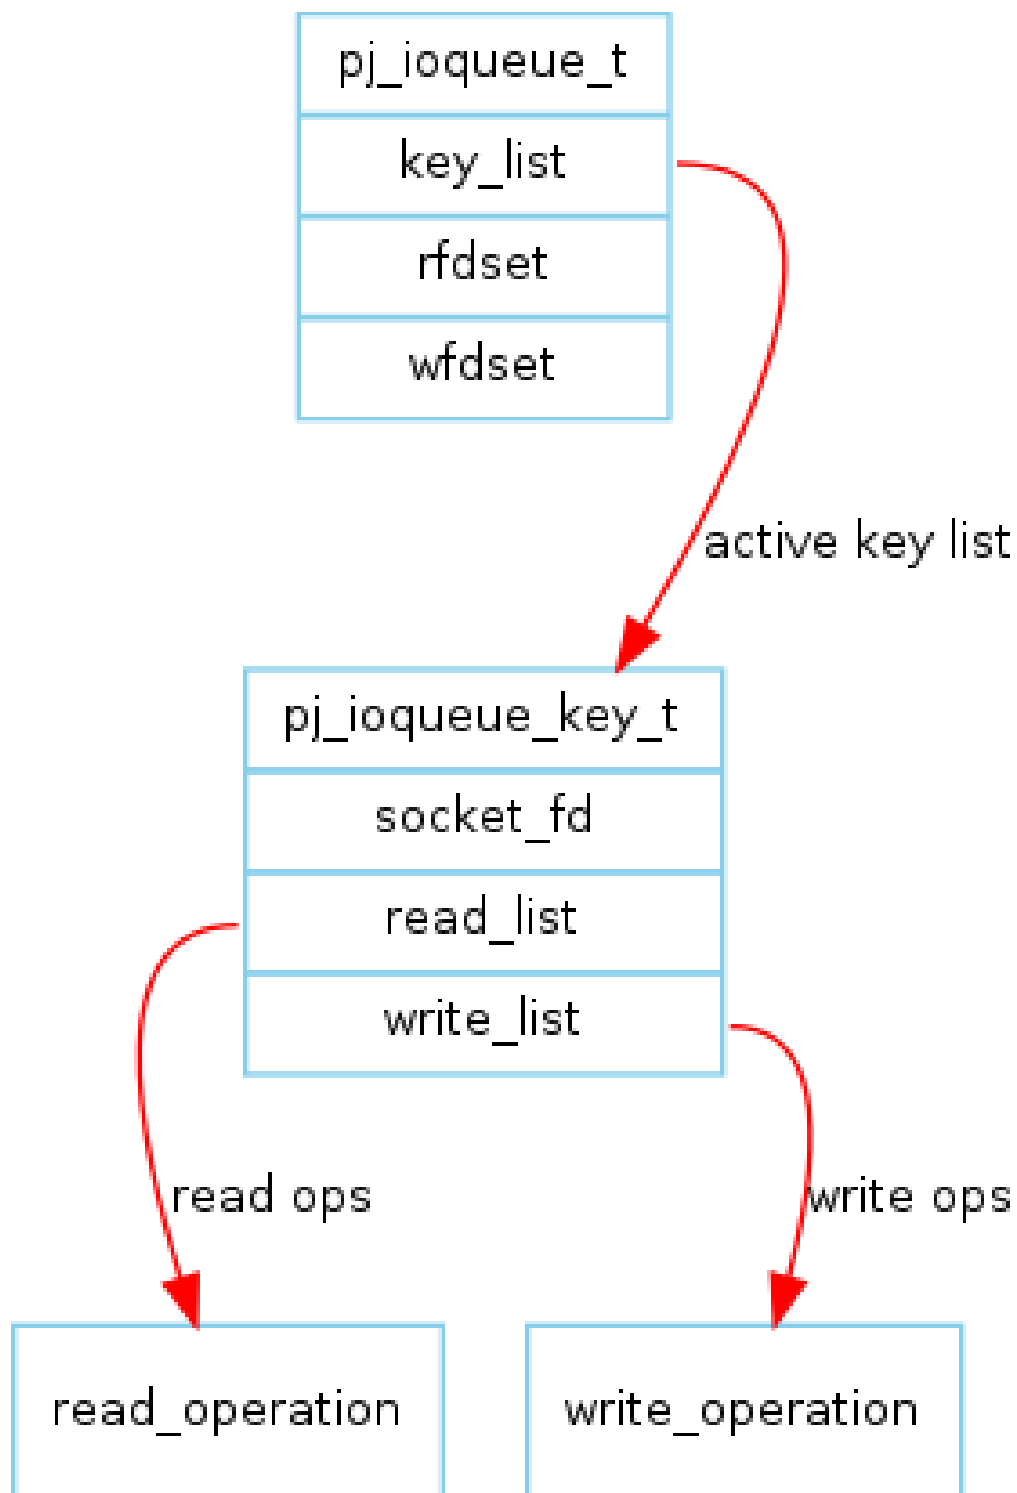 pj_ioqueue_t
key_list
rfdset
wfdset
active key list
pj_ioqueue_key_t
socket_fd
read_list
write_list
read ops
write ops
read_operation
write_operation